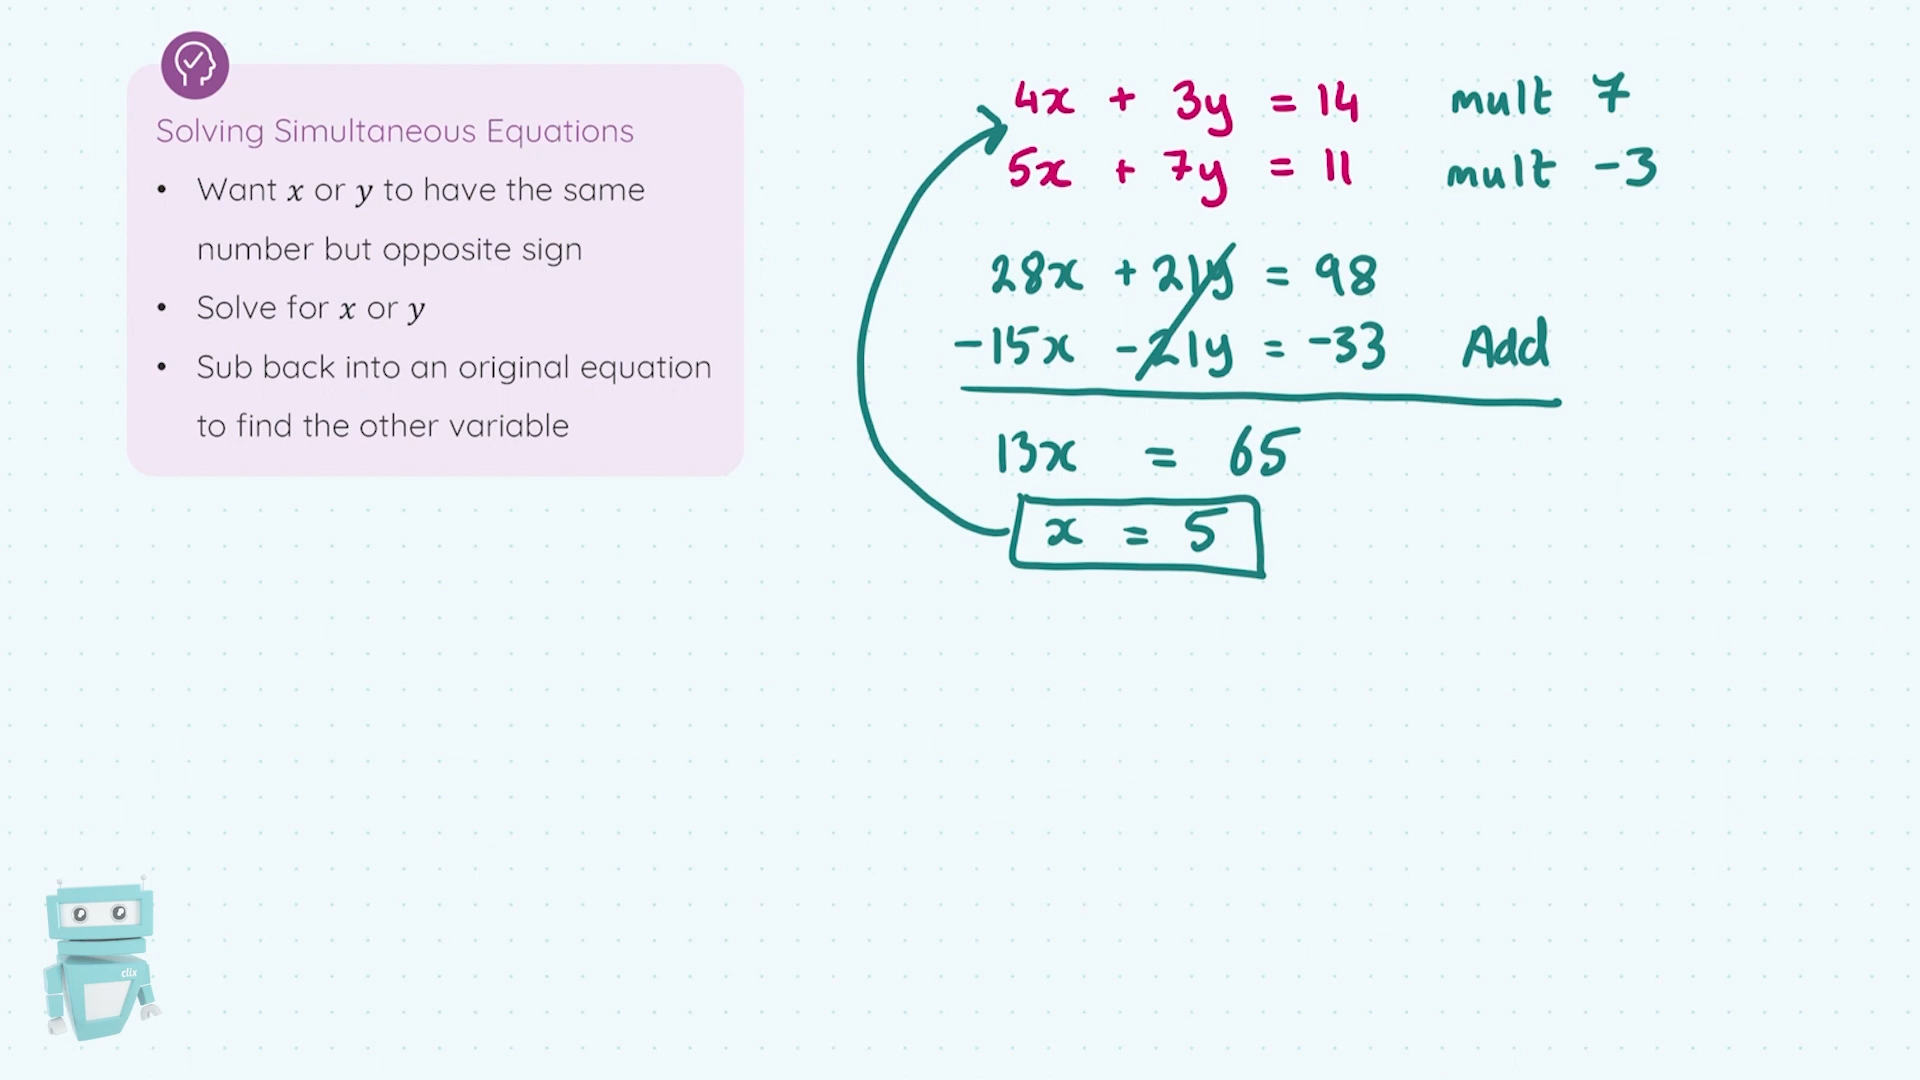 Solving Simultaneous Equations
• Want x or y to have the same
number but opposite sign
• Solve for x or y
• Sub back into an original equation
to find the other variable
4x + 3y = 14 mult 7
5x + 7y = 11 mult -3
28x + 21y = 98
-15x - 21y = -33 Add
13x = 65
x = 5
clix